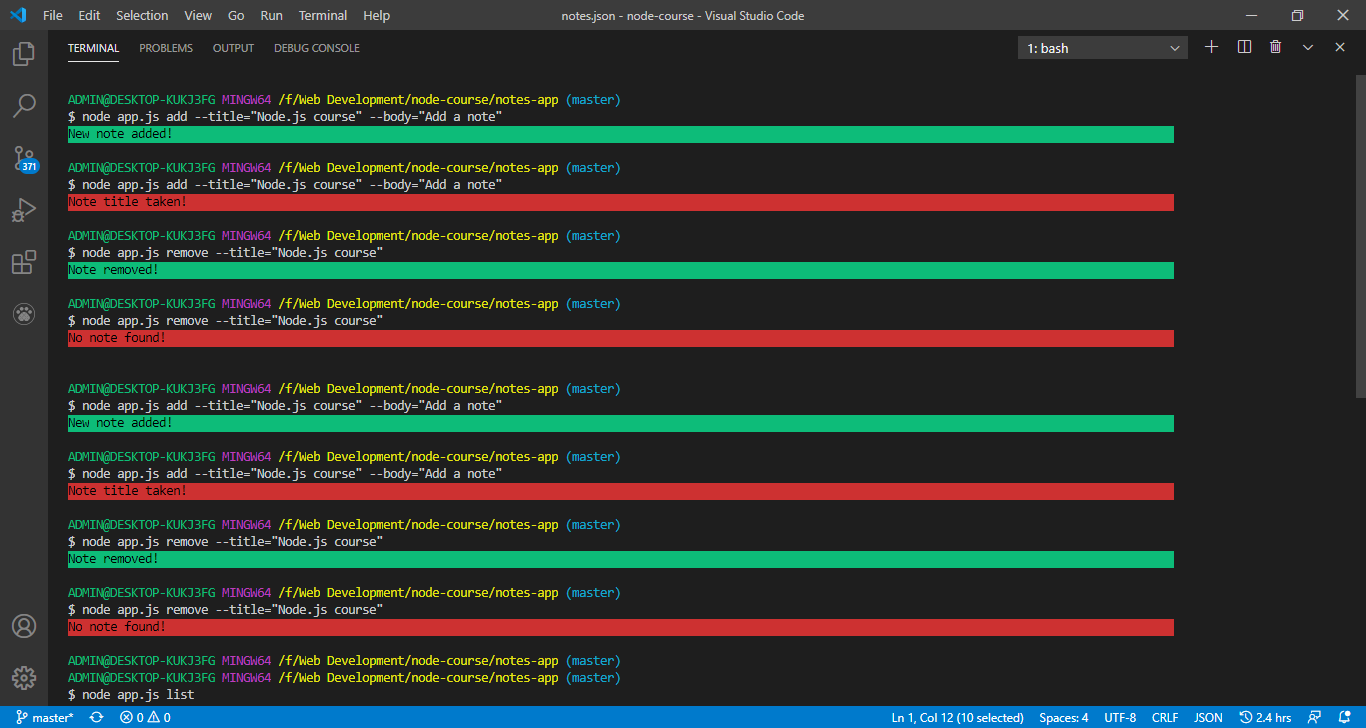 File Edit Selection View Go Run Terminal Help notes.json - node-course - Visual Studio Code
TERMINAL PROBLEMS OUTPUT DEBUG CONSOLE 1: bash
ADMIN@DESKTOP-KUKJ3FG MINGW64 /f/Web Development/node-course/notes-app (master)
$ node app.js add --title="Node.js course" --body="Add a note"
New note added!
ADMIN@DESKTOP-KUKJ3FG MINGW64 /f/Web Development/node-course/notes-app (master)
$ node app.js add --title="Node.js course" --body="Add a note"
Note title taken!
ADMIN@DESKTOP-KUKJ3FG MINGW64 /f/Web Development/node-course/notes-app (master)
$ node app.js remove --title="Node.js course"
Note removed!
ADMIN@DESKTOP-KUKJ3FG MINGW64 /f/Web Development/node-course/notes-app (master)
$ node app.js remove --title="Node.js course"
No note found!
ADMIN@DESKTOP-KUKJ3FG MINGW64 /f/Web Development/node-course/notes-app (master)
$ node app.js add --title="Node.js course" --body="Add a note"
New note added!
ADMIN@DESKTOP-KUKJ3FG MINGW64 /f/Web Development/node-course/notes-app (master)
$ node app.js add --title="Node.js course" --body="Add a note"
Note title taken!
ADMIN@DESKTOP-KUKJ3FG MINGW64 /f/Web Development/node-course/notes-app (master)
$ node app.js remove --title="Node.js course"
Note removed!
ADMIN@DESKTOP-KUKJ3FG MINGW64 /f/Web Development/node-course/notes-app (master)
$ node app.js remove --title="Node.js course"
No note found!
ADMIN@DESKTOP-KUKJ3FG MINGW64 /f/Web Development/node-course/notes-app (master)
ADMIN@DESKTOP-KUKJ3FG MINGW64 /f/Web Development/node-course/notes-app (master)
$ node app.js list
371
master* 0 0 Ln 1, Col 12 (10 selected) Spaces: 4 UTF-8 CRLF JSON 2.4 hrs